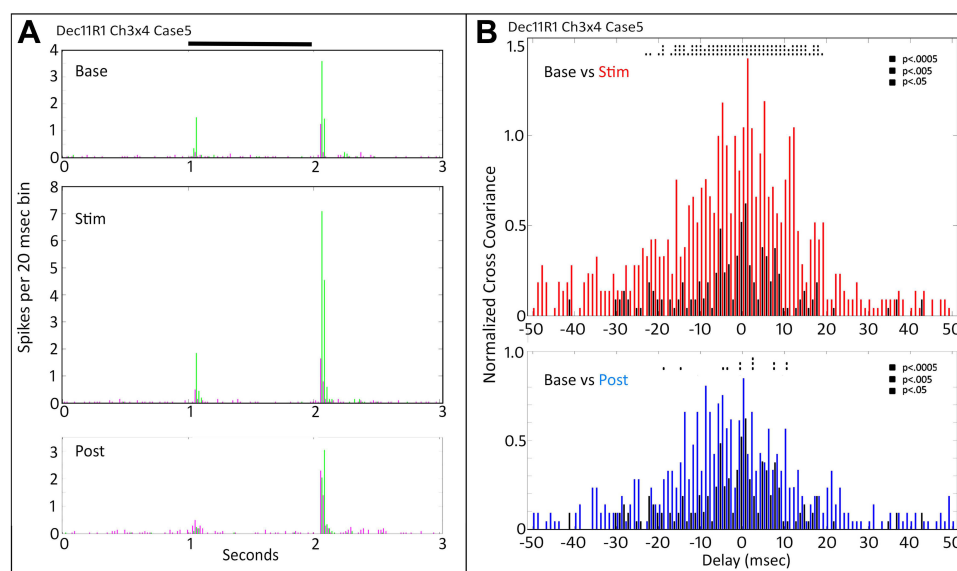 A
Dec11R1 Ch3x4 Case5
4
3
2
1
0
Base
0 1 2 3
Stim
7
6
5
4
3
2
1
0
0 1 2 3
Spikes per 20 msec bin
Post
3
2
1
0
0 1 2 3
Seconds
B
Dec11R1 Ch3x4 Case5
1.5
1.0
0.5
0
Base vs Stim
p<.0005
p<.005
p<.05
-50 -40 -30 -20 -10 0 10 20 30 40 50
Normalized Cross Covariance
1.0
0.5
0
Base vs Post
p<.0005
p<.005
p<.05
-50 -40 -30 -20 -10 0 10 20 30 40 50
Delay (msec)